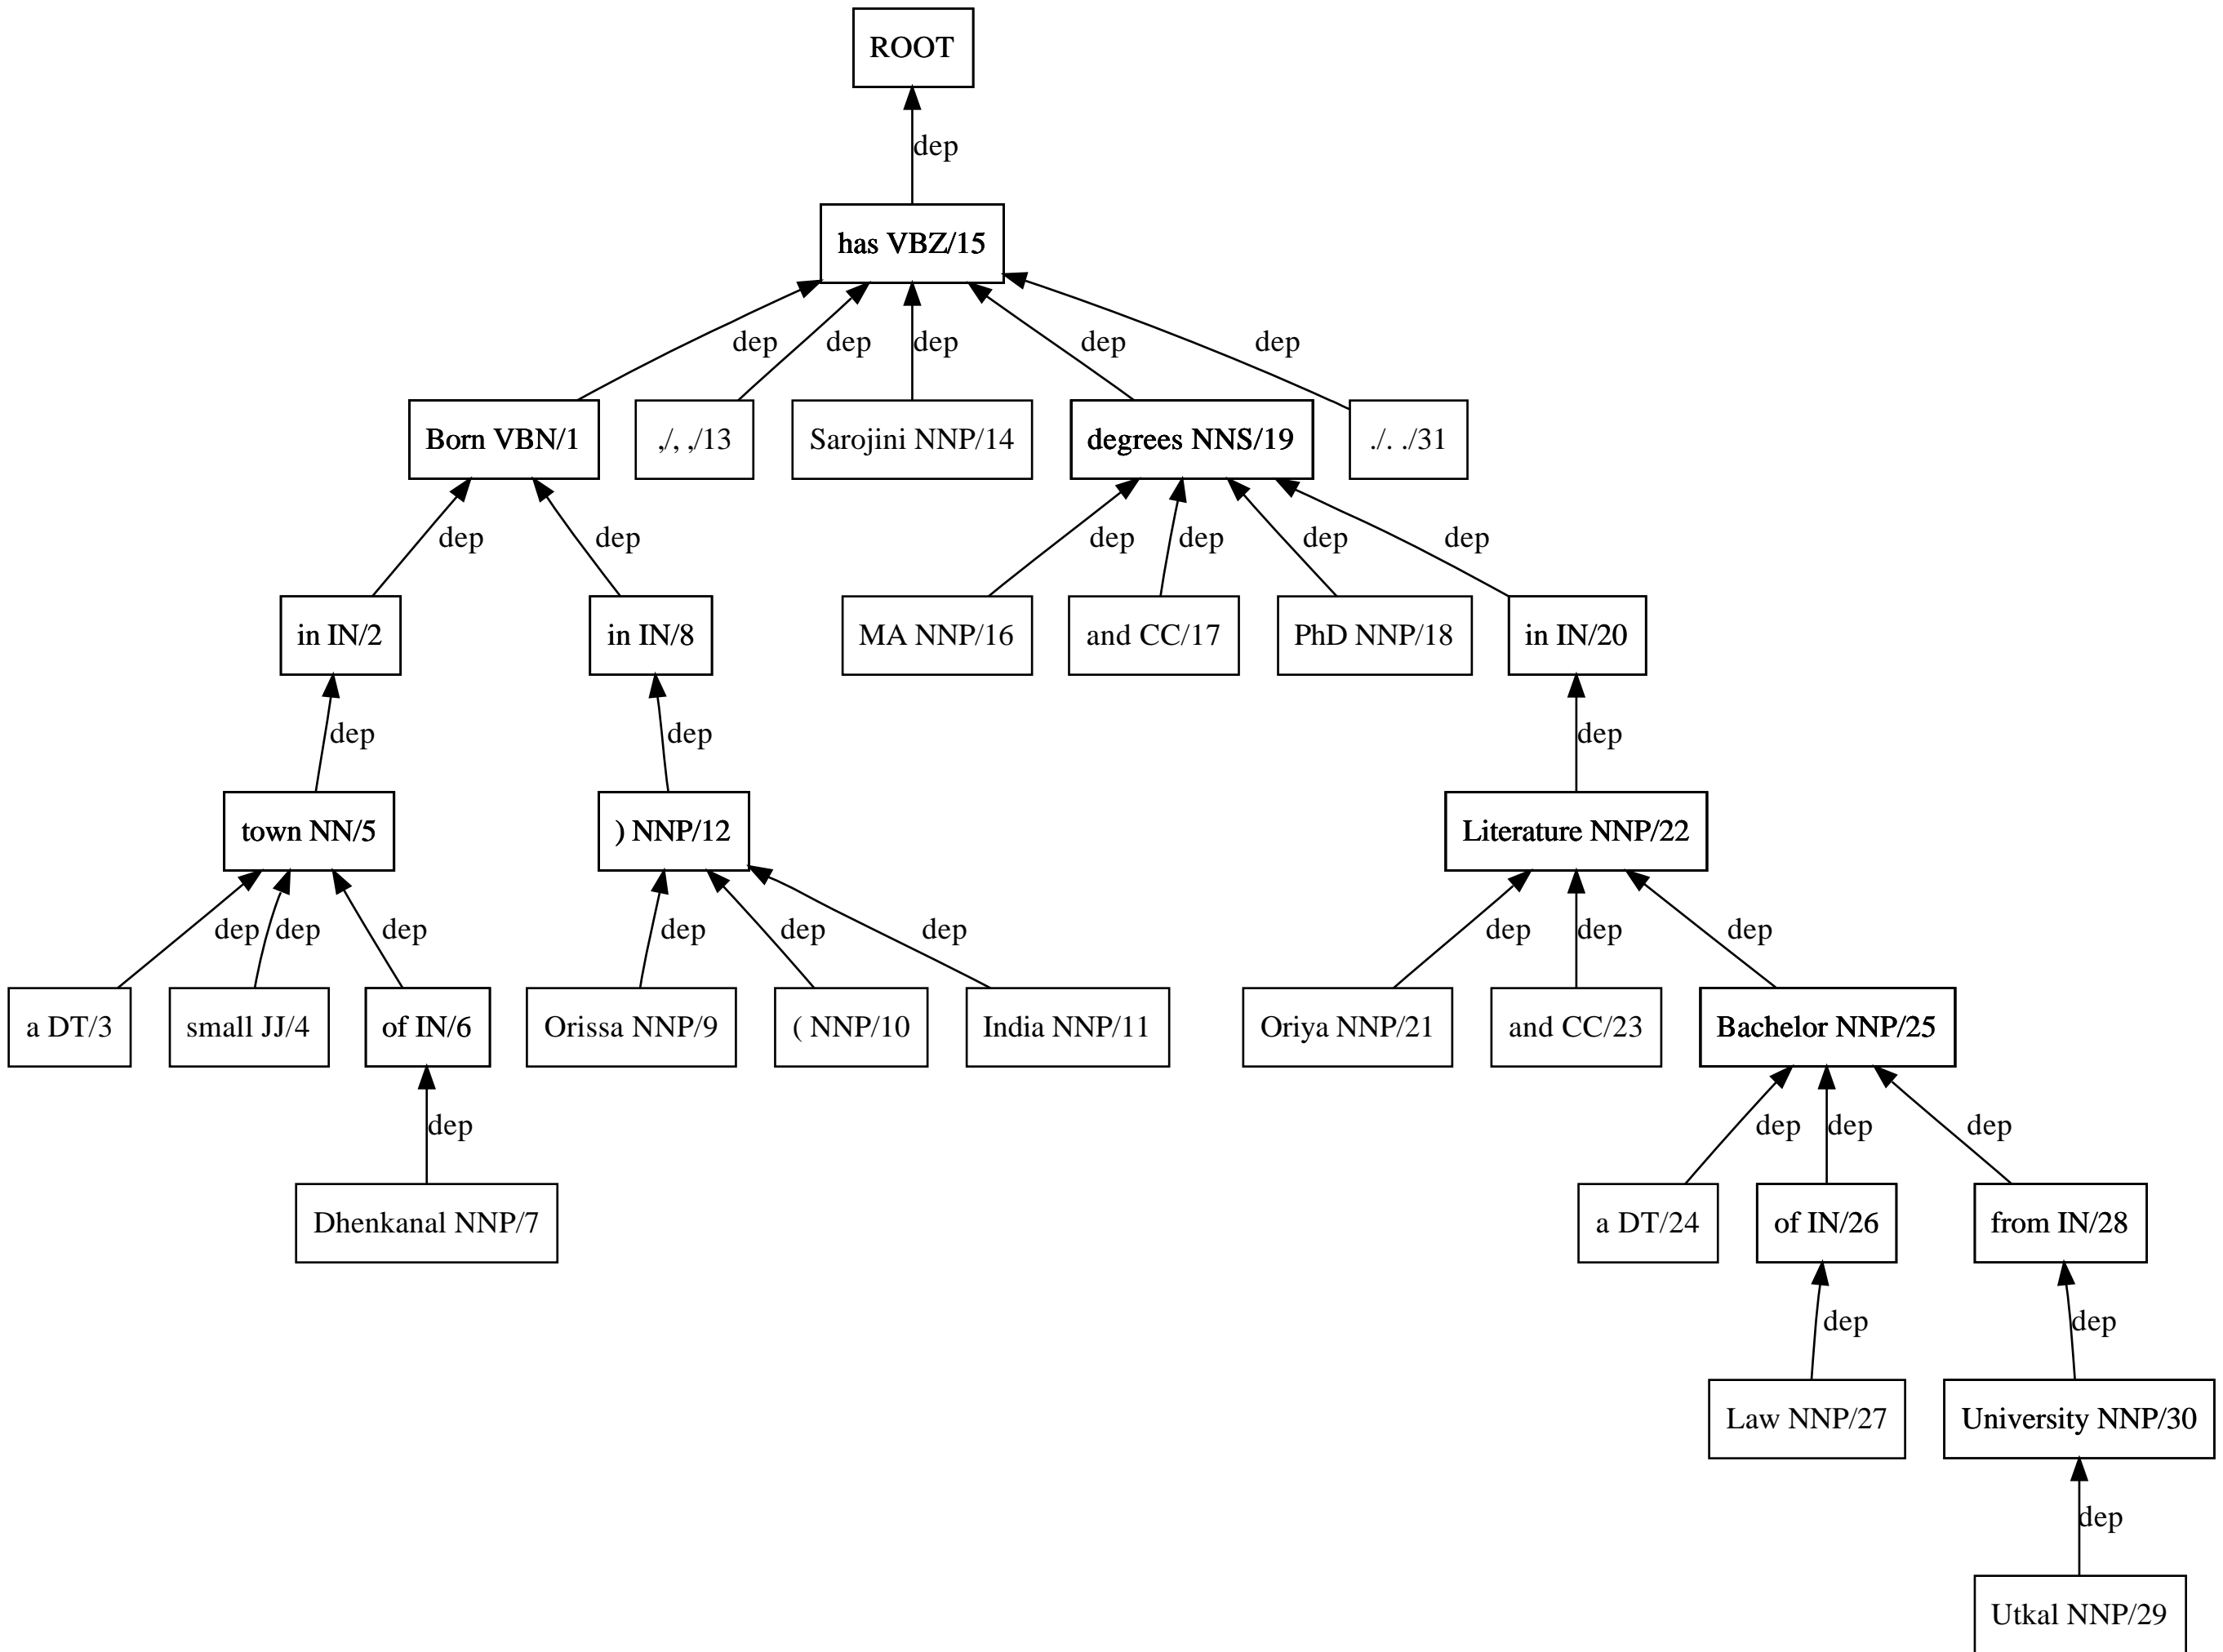 ROOT
dep
has VBZ/15
dep dep dep dep dep
Born VBN/1 ,/, ,/13 Sarojini NNP/14 degrees NNS/19 ./. ./31
dep dep dep dep dep dep
in IN/2 in IN/8 MA NNP/16 and CC/17 PhD NNP/18 in IN/20
dep dep dep
town NN/5 ) NNP/12 Literature NNP/22
dep dep dep dep dep dep dep dep dep
a DT/3 small JJ/4 of IN/6 Orissa NNP/9 ( NNP/10 India NNP/11 Oriya NNP/21 and CC/23 Bachelor NNP/25
dep dep dep dep
Dhenkanal NNP/7 a DT/24 of IN/26 from IN/28
dep dep
Law NNP/27 University NNP/30
dep
Utkal NNP/29